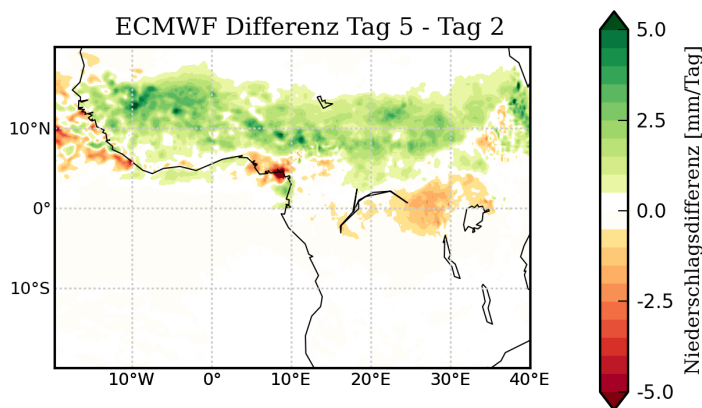 ECMWF Differenz Tag 5 - Tag 2
10°N
0°
10°S
10°W
0°
10°E
20°E
30°E
40°E
5.0
2.5
0.0
-2.5
-5.0
Niederschlagsdifferenz [mm/Tag]